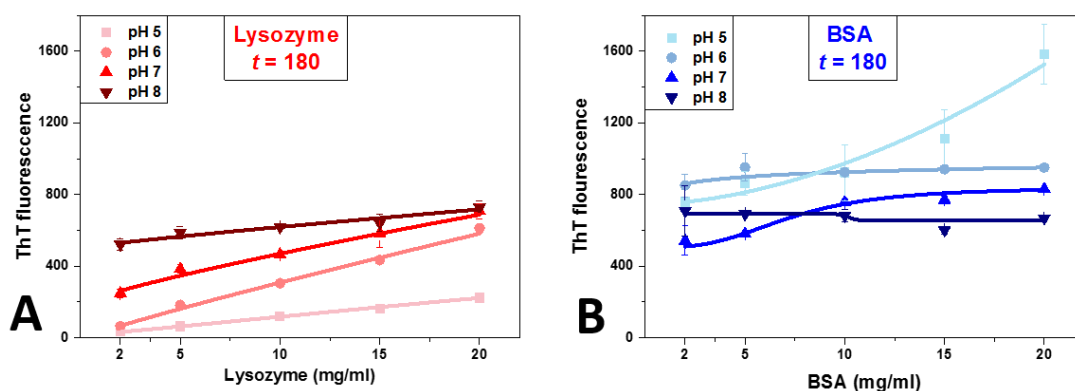 pH 5
pH 6
pH 7
pH 8
Lysozyme
t = 180
ThT fluorescence
1600
1200
800
400
0
2
5
10
15
20
Lysozyme (mg/ml)
A
pH 5
pH 6
pH 7
pH 8
BSA
t = 180
ThT flourescence
1600
1200
800
400
0
2
5
10
15
20
BSA (mg/ml)
B